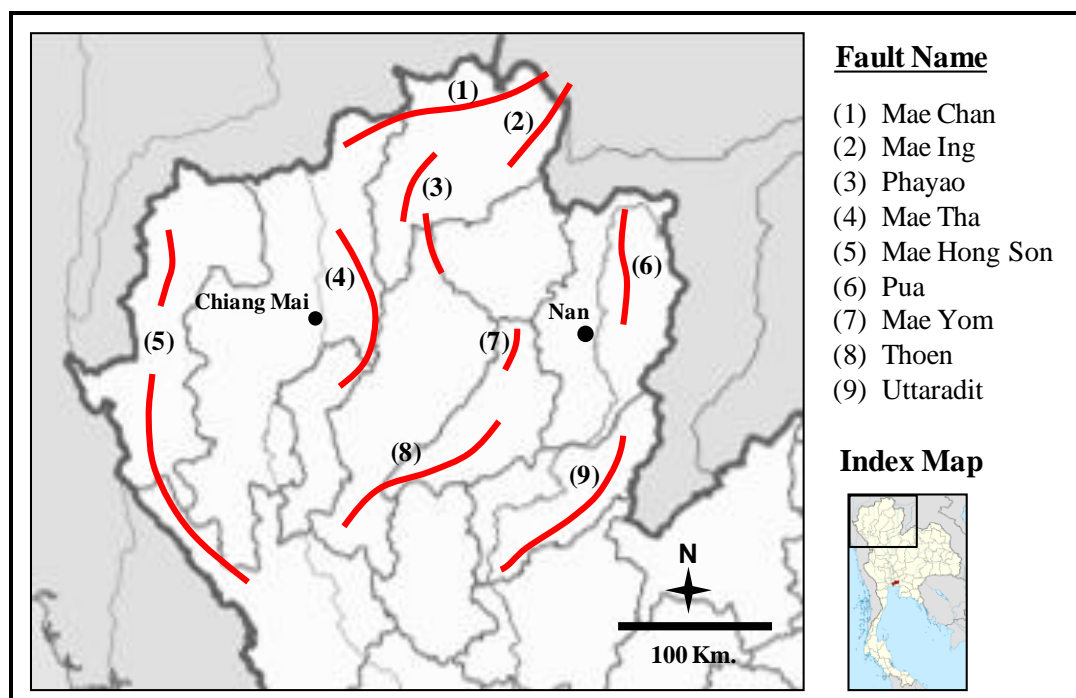 (1)
(2)
(3)
(4)
Chiang Mai
(5)
(6)
Nan
(7)
(8)
(9)
N
100 Km.
Fault Name
(1) Mae Chan
(2) Mae Ing
(3) Phayao
(4) Mae Tha
(5) Mae Hong Son
(6) Pua
(7) Mae Yom
(8) Thoen
(9) Uttaradit
Index Map